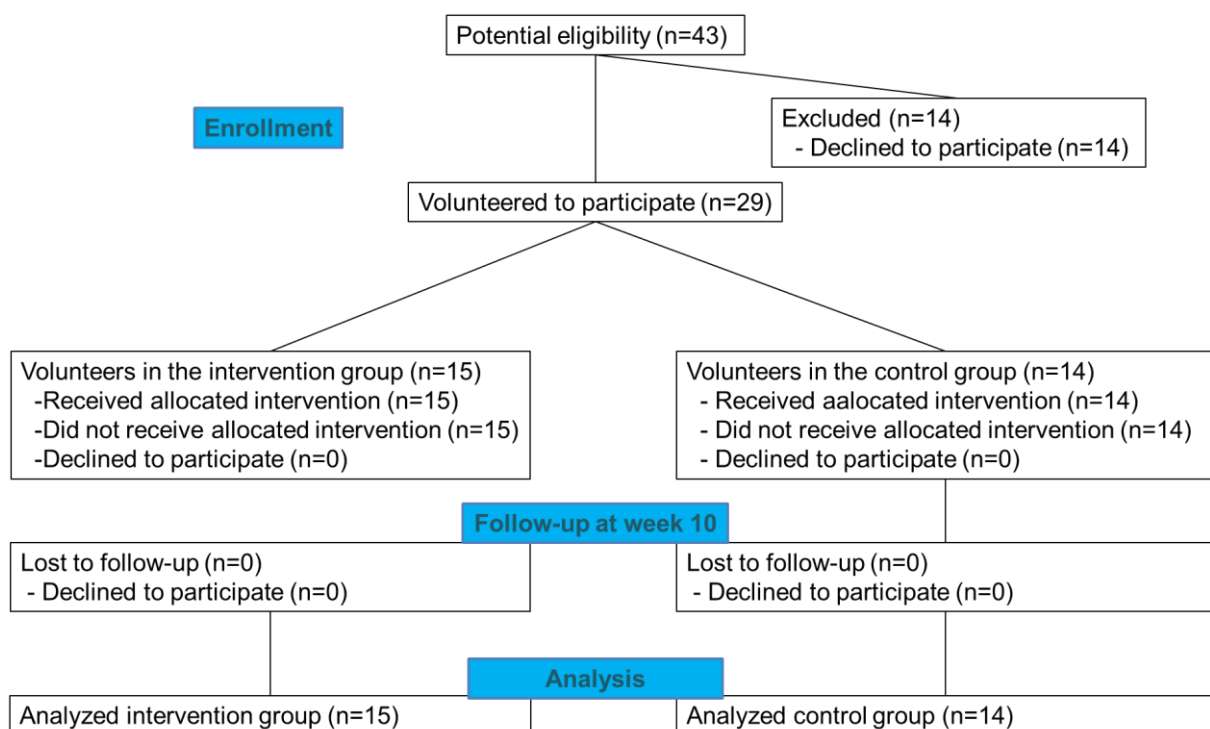 Potential eligibility (n=43)
Enrollment
Excluded (n=14)
- Declined to participate (n=14)
Volunteered to participate (n=29)
Volunteers in the intervention group (n=15)
-Received allocated intervention (n=15)
-Did not receive allocated intervention (n=15)
-Declined to participate (n=0)
Volunteers in the control group (n=14)
- Received aalocated intervention (n=14)
- Did not receive allocated intervention (n=14)
- Declined to participate (n=0)
Follow-up at week 10
Lost to follow-up (n=0)
- Declined to participate (n=0)
Lost to follow-up (n=0)
- Declined to participate (n=0)
Analysis
Analyzed intervention group (n=15)
Analyzed control group (n=14)